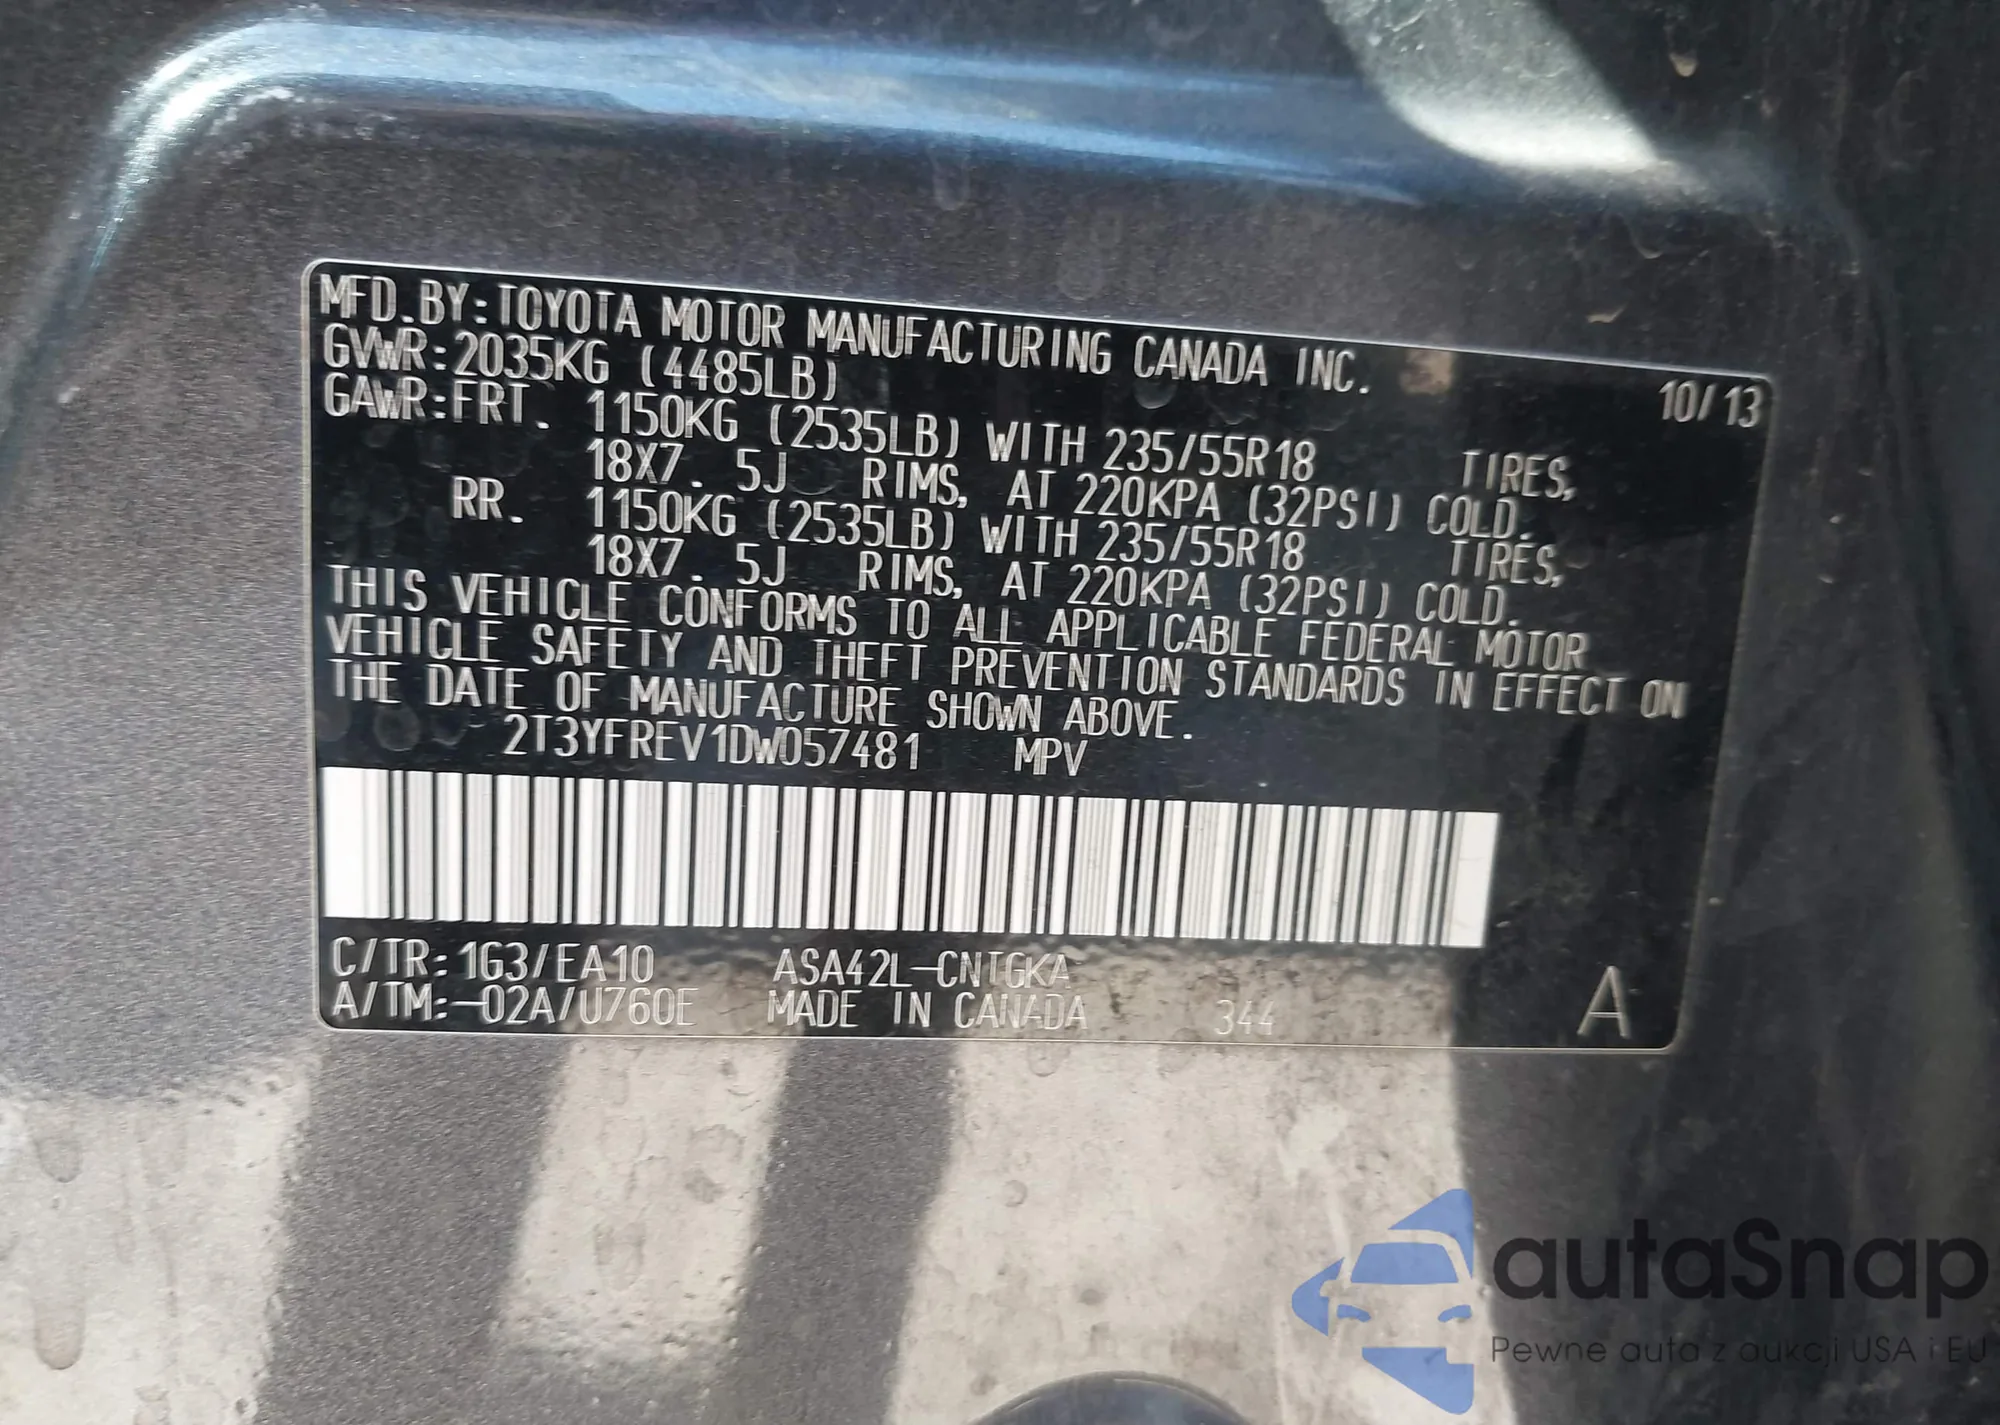 MFD.BY:TOYOTA MOTOR MANUFACTURING CANADA INC. 10/13
GVWR:2035KG (4485LB)
GAWR:FRT. 1150KG (2535LB) WITH 235/55R18 TIRES,
18X7.5J RIMS, AT 220KPA (32PSI) COLD.
RR. 1150KG (2535LB) WITH 235/55R18 TIRES,
18X7.5J RIMS, AT 220KPA (32PSI) COLD.
THIS VEHICLE CONFORMS TO ALL APPLICABLE FEDERAL MOTOR
VEHICLE SAFETY AND THEFT PREVENTION STANDARDS IN EFFECT ON
THE DATE OF MANUFACTURE SHOWN ABOVE.
2T3YFREV1DW057481 MPV
C/TR:1G3/EA10 ASA42L-CNTGKA
A/TM:-02A/U760E MADE IN CANADA 344 A
autaSnap
Pewne auta z aukcji USA i EU